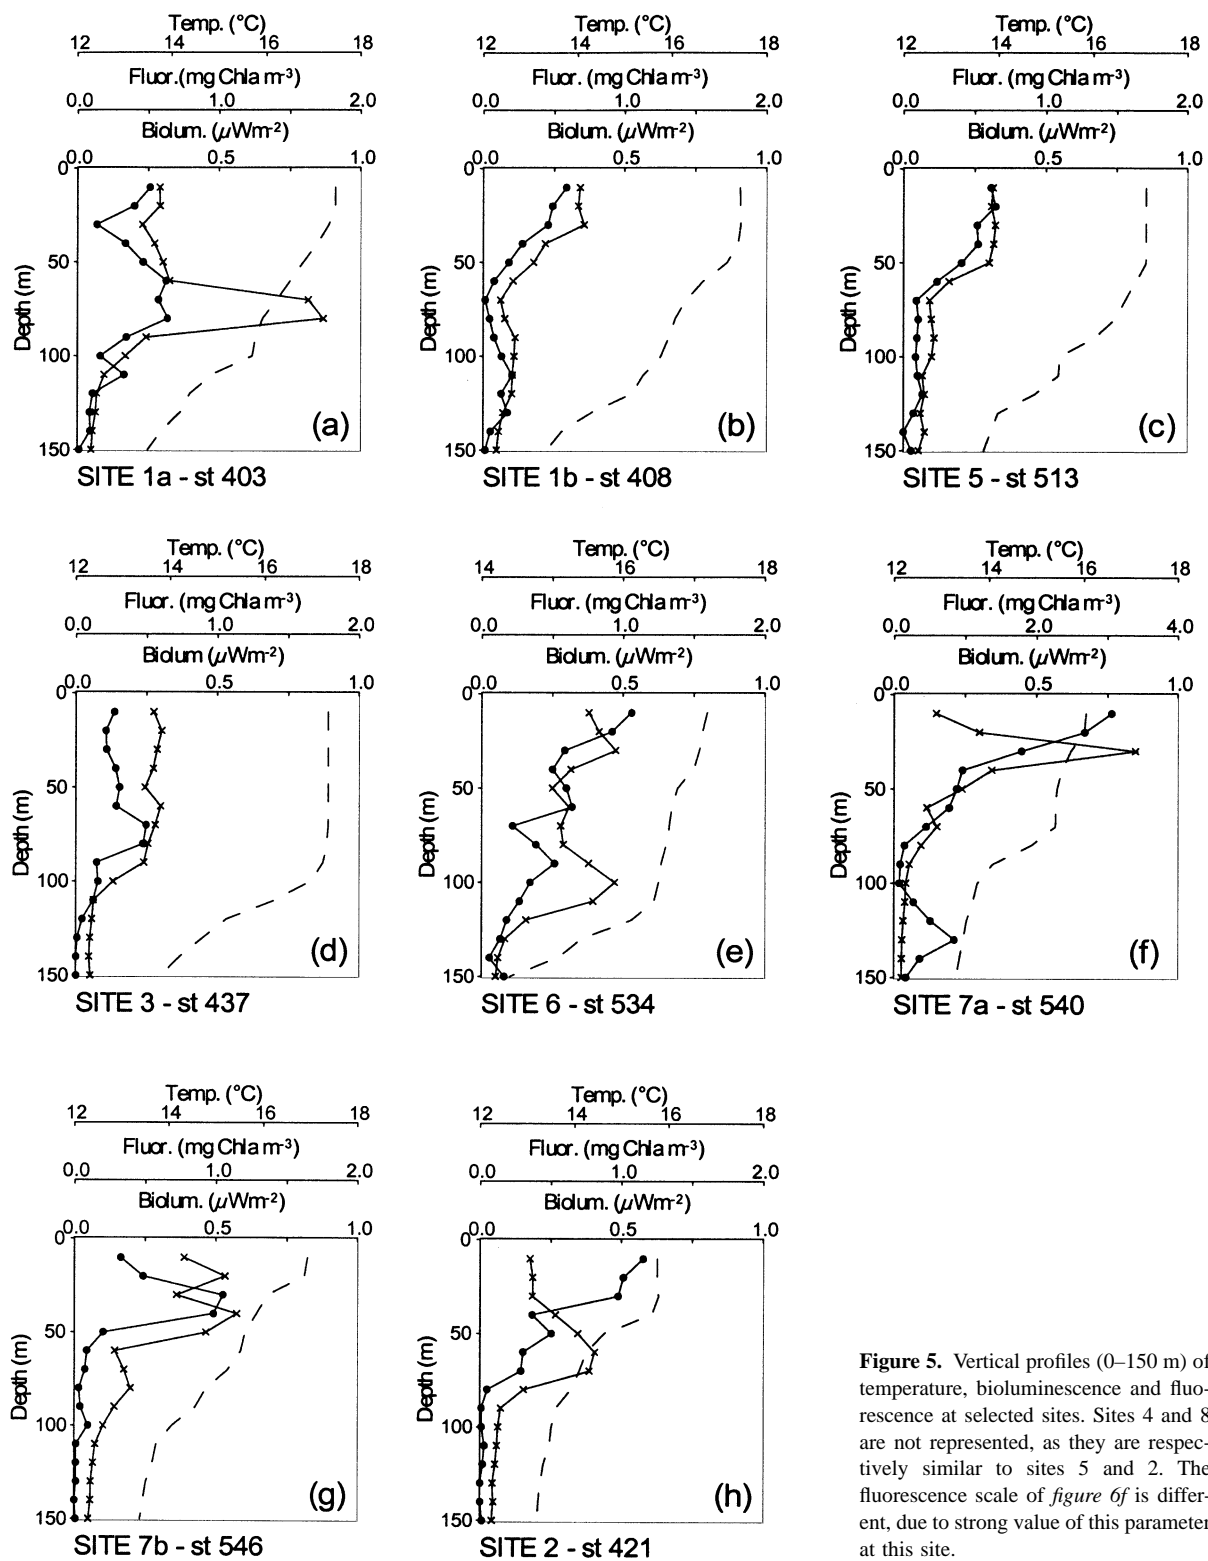 Temp. (°C)
12 14 16 18
Fluor.(mg Chla m-3)
0.0 1.0 2.0
Biolum. (µWm-2)
0.0 0.5 1.0
0
50
100
150
Depth (m)
(a)
SITE 1a - st 403
Temp. (°C)
12 14 16 18
Fluor. (mg Chla m-3)
0.0 1.0 2.0
Biolum. (µWm-2)
0.0 0.5 1.0
0
50
100
150
Depth (m)
(b)
SITE 1b - st 408
Temp. (°C)
12 14 16 18
Fluor. (mg Chla m-3)
0.0 1.0 2.0
Biolum. (µWm-2)
0.0 0.5 1.0
0
50
100
150
Depth (m)
(c)
SITE 5 - st 513
Temp. (°C)
12 14 16 18
Fluor. (mg Chla m-3)
0.0 1.0 2.0
Biolum (µWm-2)
0.0 0.5 1.0
0
50
100
150
Depth (m)
(d)
SITE 3 - st 437
Temp. (°C)
14 16 18
Fluor. (mg Chla m-3)
0.0 1.0 2.0
Biolum. (µWm-2)
0.0 0.5 1.0
0
50
100
150
Depth (m)
(e)
SITE 6 - st 534
Temp. (°C)
12 14 16 18
Fluor. (mg Chla m-3)
0.0 2.0 4.0
Biolum. (µWm-2)
0.0 0.5 1.0
0
50
100
150
Depth (m)
(f)
SITE 7a - st 540
Temp. (°C)
12 14 16 18
Fluor. (mg Chla m-3)
0.0 1.0 2.0
Biolum. (µWm-2)
0.0 0.5 1.0
0
50
100
150
Depth (m)
(g)
SITE 7b - st 546
Temp. (°C)
12 14 16 18
Fluor. (mg Chla m-3)
0.0 1.0 2.0
Biolum. (µWm-2)
0.0 0.5 1.0
0
50
100
150
Depth (m)
(h)
SITE 2 - st 421
Figure 5. Vertical profiles (0–150 m) of
temperature, bioluminescence and fluo-
rescence at selected sites. Sites 4 and 8
are not represented, as they are respec-
tively similar to sites 5 and 2. The
fluorescence scale of figure 6f is differ-
ent, due to strong value of this parameter
at this site.